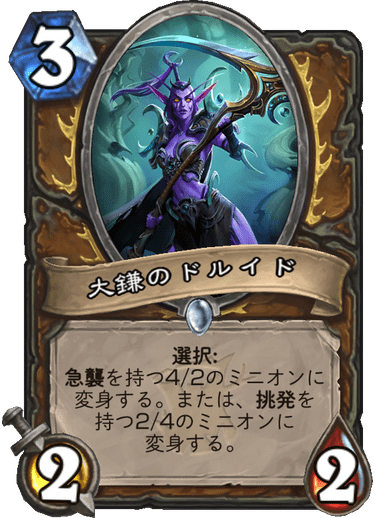 3
大鎌のドルイド
選択:
急襲を持つ4/2のミニオンに
変身する。または、挑発を
持つ2/4のミニオンに
変身する。
2
2